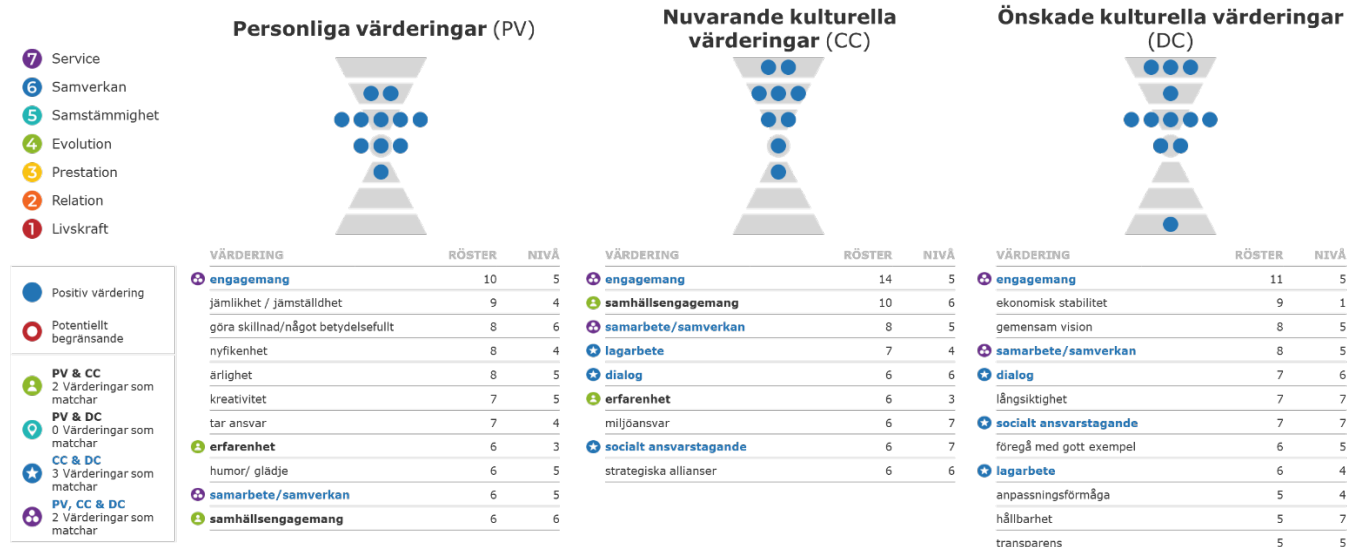 Personliga värderingar (PV)
Nuvarande kulturella
värderingar (CC)
Önskade kulturella värderingar
(DC)
7 Service
6 Samverkan
5 Samstämmighet
4 Evolution
3 Prestation
2 Relation
1 Livskraft
Positiv värdering
Potentiellt
begränsande
PV & CC
2 Värderingar som
matchar
PV & DC
0 Värderingar som
matchar
CC & DC
3 Värderingar som
matchar
PV, CC & DC
2 Värderingar som
matchar
VÄRDERING RÖSTER NIVÅ
engagemang 10 5
jämlikhet / jämställdhet 9 4
göra skillnad/något betydelsefullt 8 6
nyfikenhet 8 4
ärlighet 8 5
kreativitet 7 5
tar ansvar 7 4
erfarenhet 6 3
humor/ glädje 6 5
samarbete/samverkan 6 5
samhällsengagemang 6 6
VÄRDERING RÖSTER NIVÅ
engagemang 14 5
samhällsengagemang 10 6
samarbete/samverkan 8 5
lagarbete 7 4
dialog 6 6
erfarenhet 6 3
miljöansvar 6 7
socialt ansvarstagande 6 7
strategiska allianser 6 6
VÄRDERING RÖSTER NIVÅ
engagemang 11 5
ekonomisk stabilitet 9 1
gemensam vision 8 5
samarbete/samverkan 8 5
dialog 7 6
långsiktighet 7 7
socialt ansvarstagande 7 7
föregå med gott exempel 6 5
lagarbete 6 4
anpassningsförmåga 5 4
hållbarhet 5 7
transparens 5 5